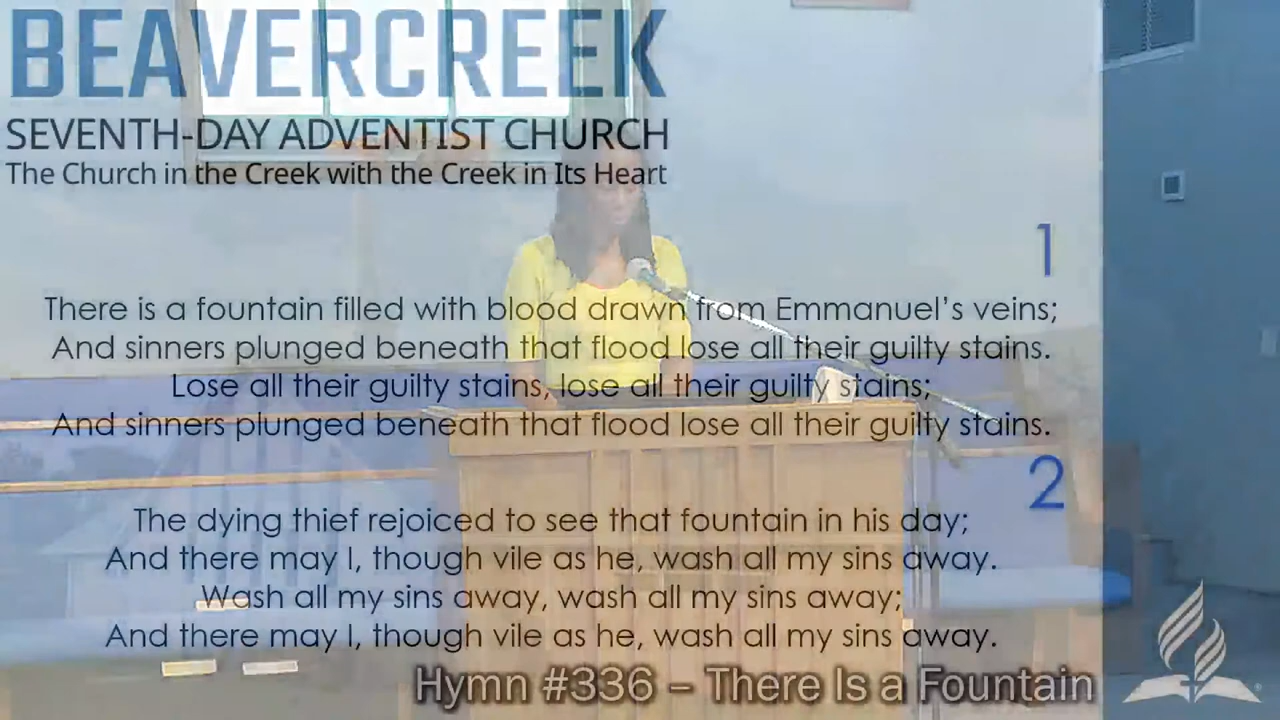 BEAVERCREEK
SEVENTH-DAY ADVENTIST CHURCH
The Church in the Creek with the Creek in Its Heart
1
There is a fountain filled with blood drawn from Emmanuel’s veins;
And sinners plunged beneath that flood lose all their guilty stains.
Lose all their guilty stains, lose all their guilty stains;
And sinners plunged beneath that flood lose all their guilty stains.
2
The dying thief rejoiced to see that fountain in his day;
And there may I, though vile as he, wash all my sins away.
Wash all my sins away, wash all my sins away;
And there may I, though vile as he, wash all my sins away.
Hymn #336 – There Is a Fountain